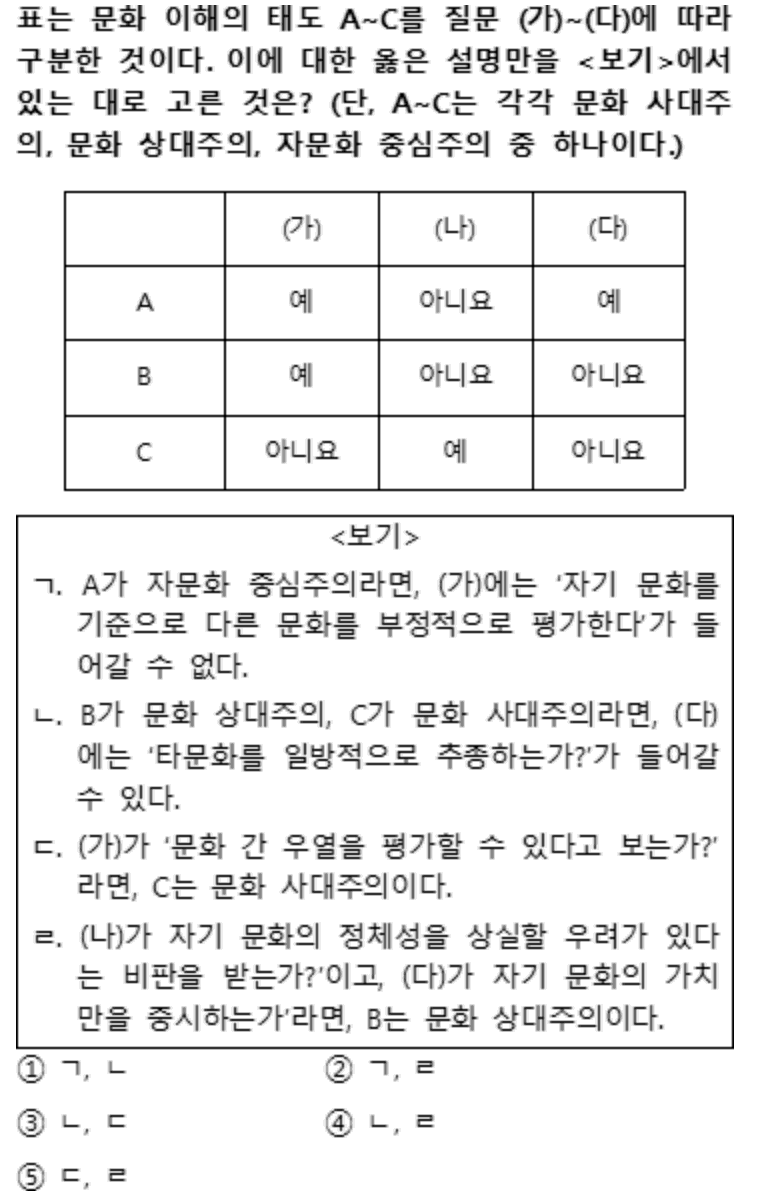 표는 문화 이해의 태도 A~C를 질문 (가)~(다)에 따라
구분한 것이다. 이에 대한 옳은 설명만을 <보기>에서
있는 대로 고른 것은? (단, A~C는 각각 문화 사대주
의, 문화 상대주의, 자문화 중심주의 중 하나이다.)
(가) (나) (다)
A 예 아니요 예
B 예 아니요 아니요
C 아니요 예 아니요
<보기>
ㄱ. A가 자문화 중심주의라면, (가)에는 '자기 문화를
기준으로 다른 문화를 부정적으로 평가한다'가 들
어갈 수 없다.
ㄴ. B가 문화 상대주의, C가 문화 사대주의라면, (다)
에는 '타문화를 일방적으로 추종하는가?'가 들어갈
수 있다.
ㄷ. (가)가 '문화 간 우열을 평가할 수 있다고 보는가?'
라면, C는 문화 사대주의이다.
ㄹ. (나)가 자기 문화의 정체성을 상실할 우려가 있다
는 비판을 받는가?'이고, (다)가 자기 문화의 가치
만을 중시하는가'라면, B는 문화 상대주의이다.
① ㄱ, ㄴ ② ㄱ, ㄹ
③ ㄴ, ㄷ ④ ㄴ, ㄹ
⑤ ㄷ, ㄹ